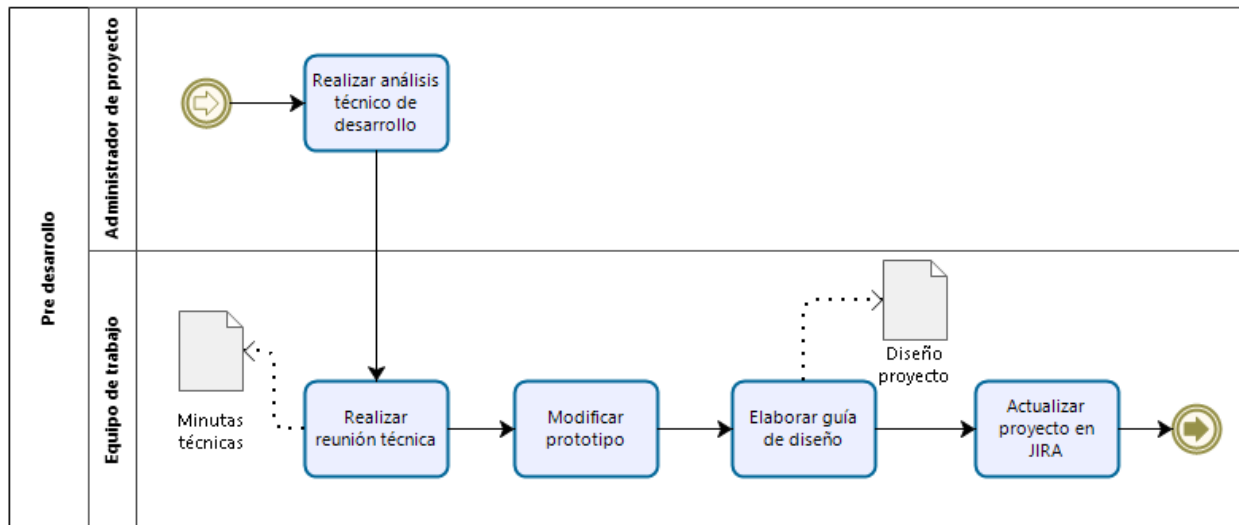 Pre desarrollo
Administrador de proyecto
Realizar análisis
técnico de
desarrollo
Equipo de trabajo
Minutas
técnicas
Realizar
reunión técnica
Modificar
prototipo
Elaborar guía
de diseño
Diseño
proyecto
Actualizar
proyecto en
JIRA